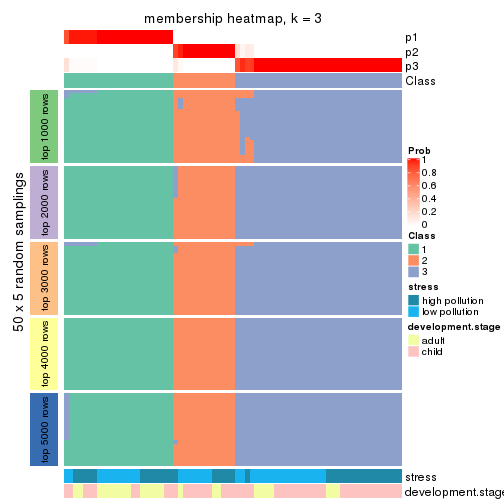 membership heatmap, k = 3
p1
p2
p3
Class
50 x 5 random samplings
top 1000 rows
top 2000 rows
top 3000 rows
top 4000 rows
top 5000 rows
Prob
1
0.8
0.6
0.4
0.2
0
Class
1
2
3
stress
high pollution
low pollution
development.stage
adult
child
stress
development.stage